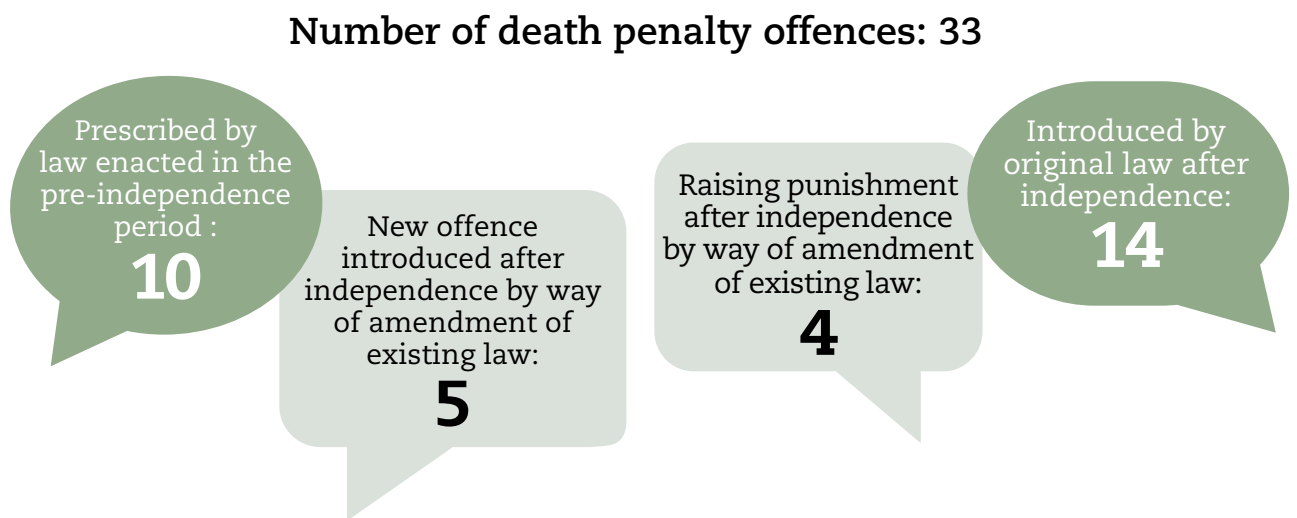 Number of death penalty offences: 33
Prescribed by
law enacted in the
pre-independence
period :
10
New offence
introduced after
independence by way
of amendment of
existing law:
5
Raising punishment
after independence
by way of amendment
of existing law:
4
Introduced by
original law after
independence:
14